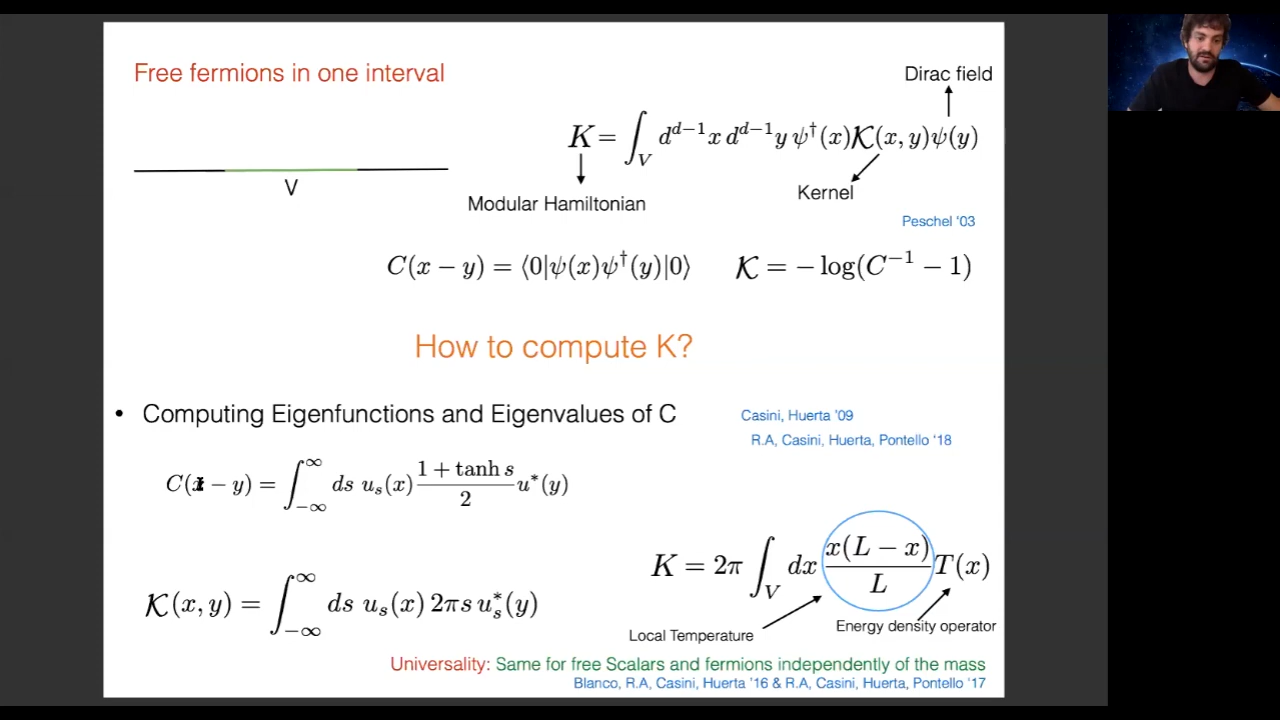 Free fermions in one interval
Dirac field
K = ∫_V d^{d−1}x d^{d−1}y ψ†(x)𝒦(x, y)ψ(y)
V
Modular Hamiltonian
Kernel
Peschel '03
C(x − y) = ⟨0|ψ(x)ψ†(y)|0⟩
𝒦 = − log(C^{−1} − 1)
How to compute K?
• Computing Eigenfunctions and Eigenvalues of C
Casini, Huerta '09
R.A, Casini, Huerta, Pontello '18
C(x − y) = ∫_{−∞}^{∞} ds u_s(x) \frac{1 + tanh s}{2} u*(y)
K = 2π ∫_V dx \frac{x(L − x)}{L} T(x)
𝒦(x, y) = ∫_{−∞}^{∞} ds u_s(x) 2πs u_s^*(y)
Local Temperature
Energy density operator
Universality: Same for free Scalars and fermions independently of the mass
Blanco, R.A, Casini, Huerta '16 & R.A, Casini, Huerta, Pontello '17